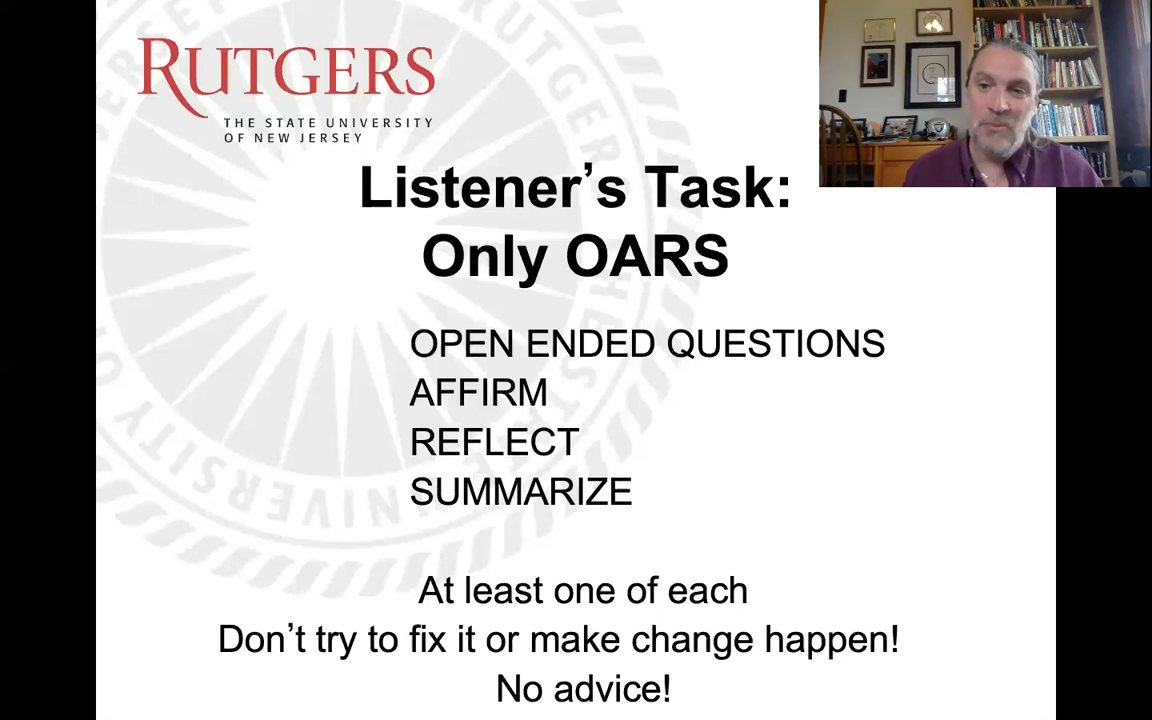 RUTGERS
THE STATE UNIVERSITY
OF NEW JERSEY
Listener’s Task:
Only OARS
OPEN ENDED QUESTIONS
AFFIRM
REFLECT
SUMMARIZE
At least one of each
Don’t try to fix it or make change happen!
No advice!